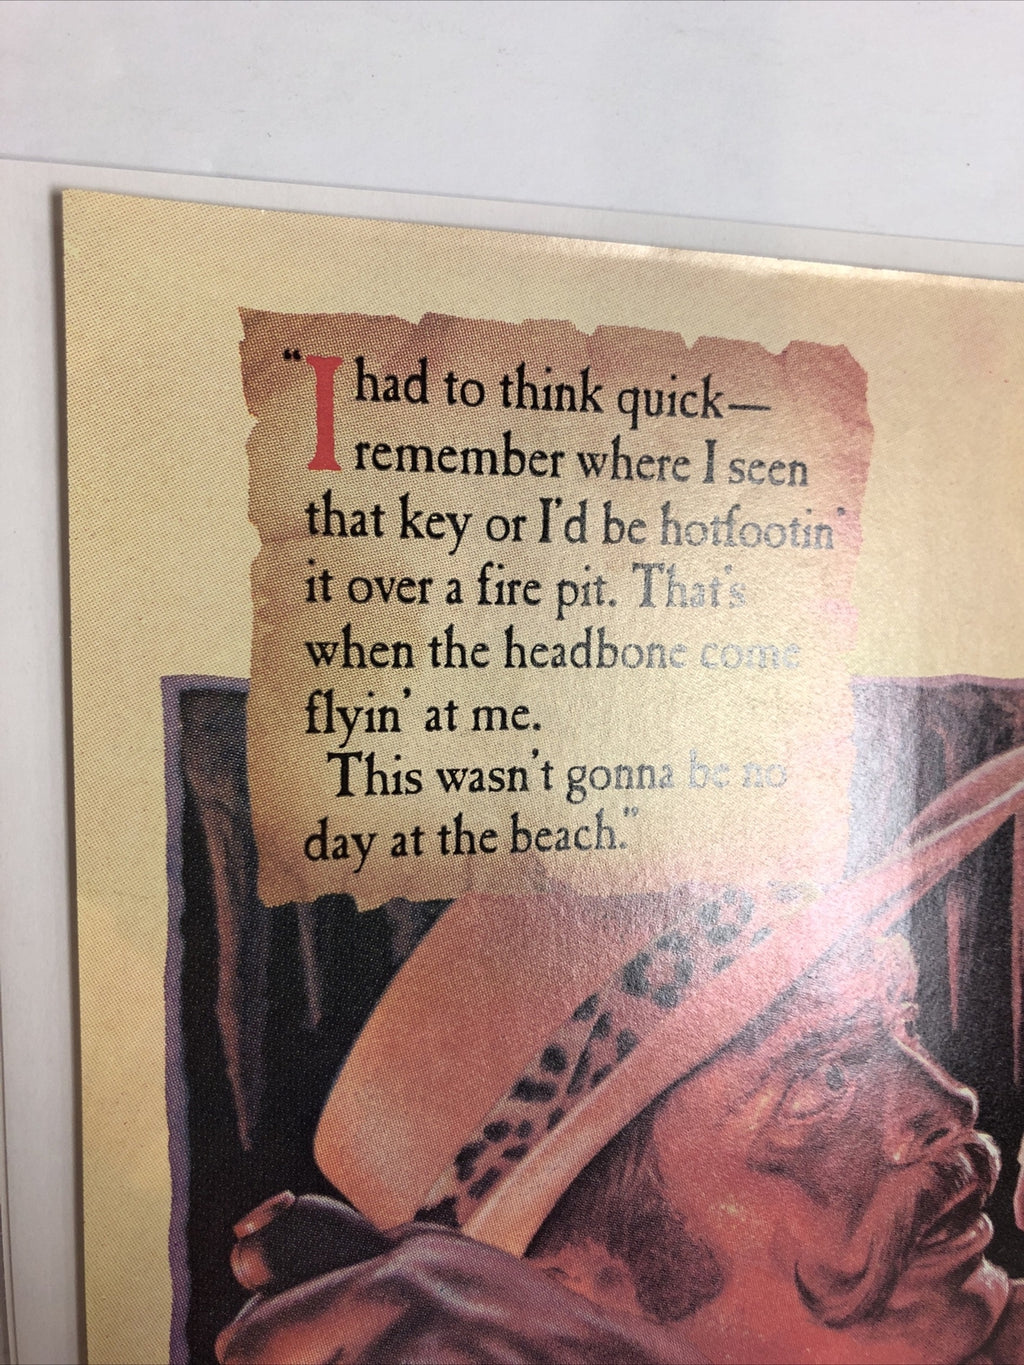 “I had to think quick—
remember where I seen
that key or I’d be hotfootin’
it over a fire pit. That’s
when the headbone come
flyin’ at me.
This wasn’t gonna be no
day at the beach.”